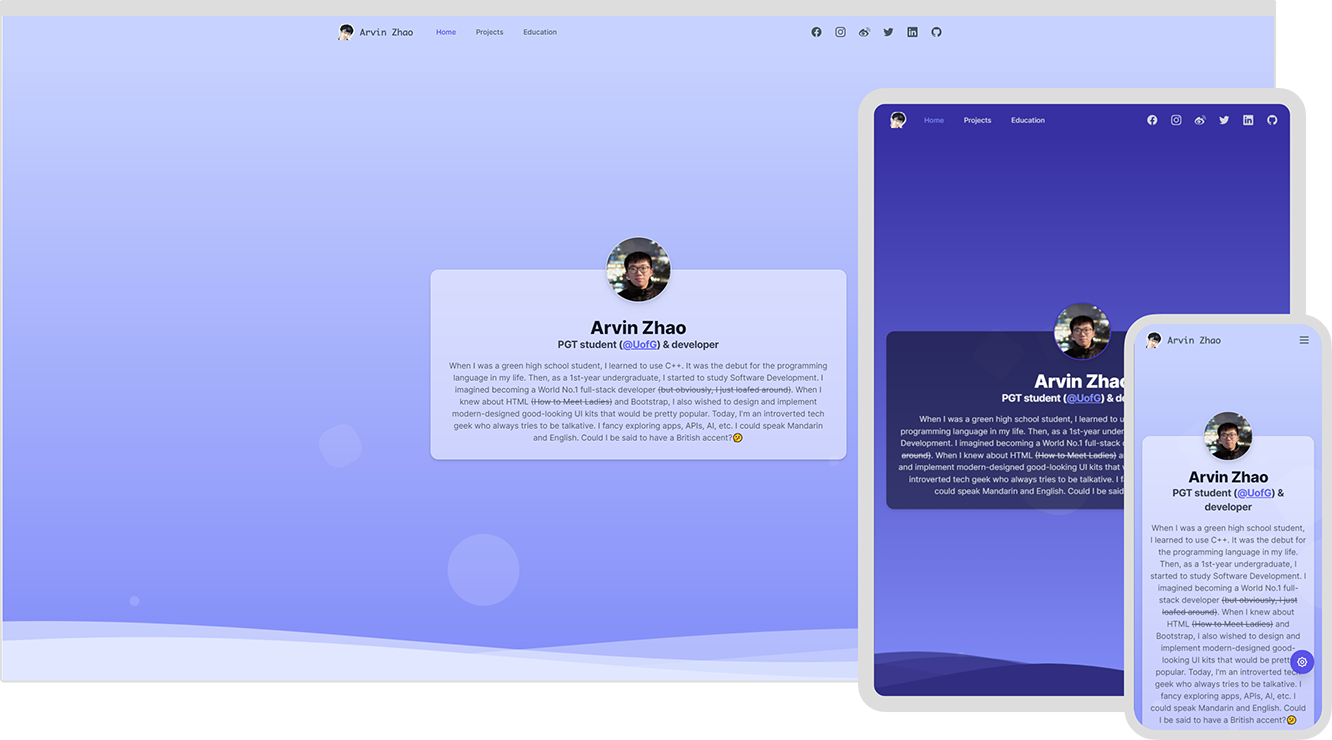 Arvin Zhao Home Projects Education
Arvin Zhao
PGT student (@UofG) & developer
When I was a green high school student, I learned to use C++. It was the debut for the programming
language in my life. Then, as a 1st-year undergraduate, I started to study Software Development. I
imagined becoming a World No.1 full-stack developer (but obviously, I just loafed around). When I
knew about HTML (How to Meet Ladies) and Bootstrap, I also wished to design and implement
modern-designed good-looking UI kits that would be pretty popular. Today, I'm an introverted tech
geek who always tries to be talkative. I fancy exploring apps, APIs, AI, etc. I could speak Mandarin
and English. Could I be said to have a British accent?🤔
Home Projects Education
Arvin Zhao
PGT student (@UofG) & d
When I was a green high school student, I learned to u
programming language in my life. Then, as a 1st-year under
Development. I imagined becoming a World No.1 full-stack
around). When I knew about HTML (How to Meet Ladies) a
and implement modern-designed good-looking UI kits that
introverted tech geek who always tries to be talkative. I fa
could speak Mandarin and English. Could I be said
Arvin Zhao
Arvin Zhao
PGT student (@UofG) &
developer
When I was a green high school student,
I learned to use C++. It was the debut for
the programming language in my life.
Then, as a 1st-year undergraduate, I
started to study Software Development. I
imagined becoming a World No.1 full-
stack developer (but obviously, I just
loafed around). When I knew about
HTML (How to Meet Ladies) and
Bootstrap, I also wished to design and
implement modern-designed good-
looking UI kits that would be pretty
popular. Today, I'm an introverted tech
geek who always tries to be talkative. I
fancy exploring apps, APIs, AI, etc. I
could speak Mandarin and English. Could
I be said to have a British accent?🤔